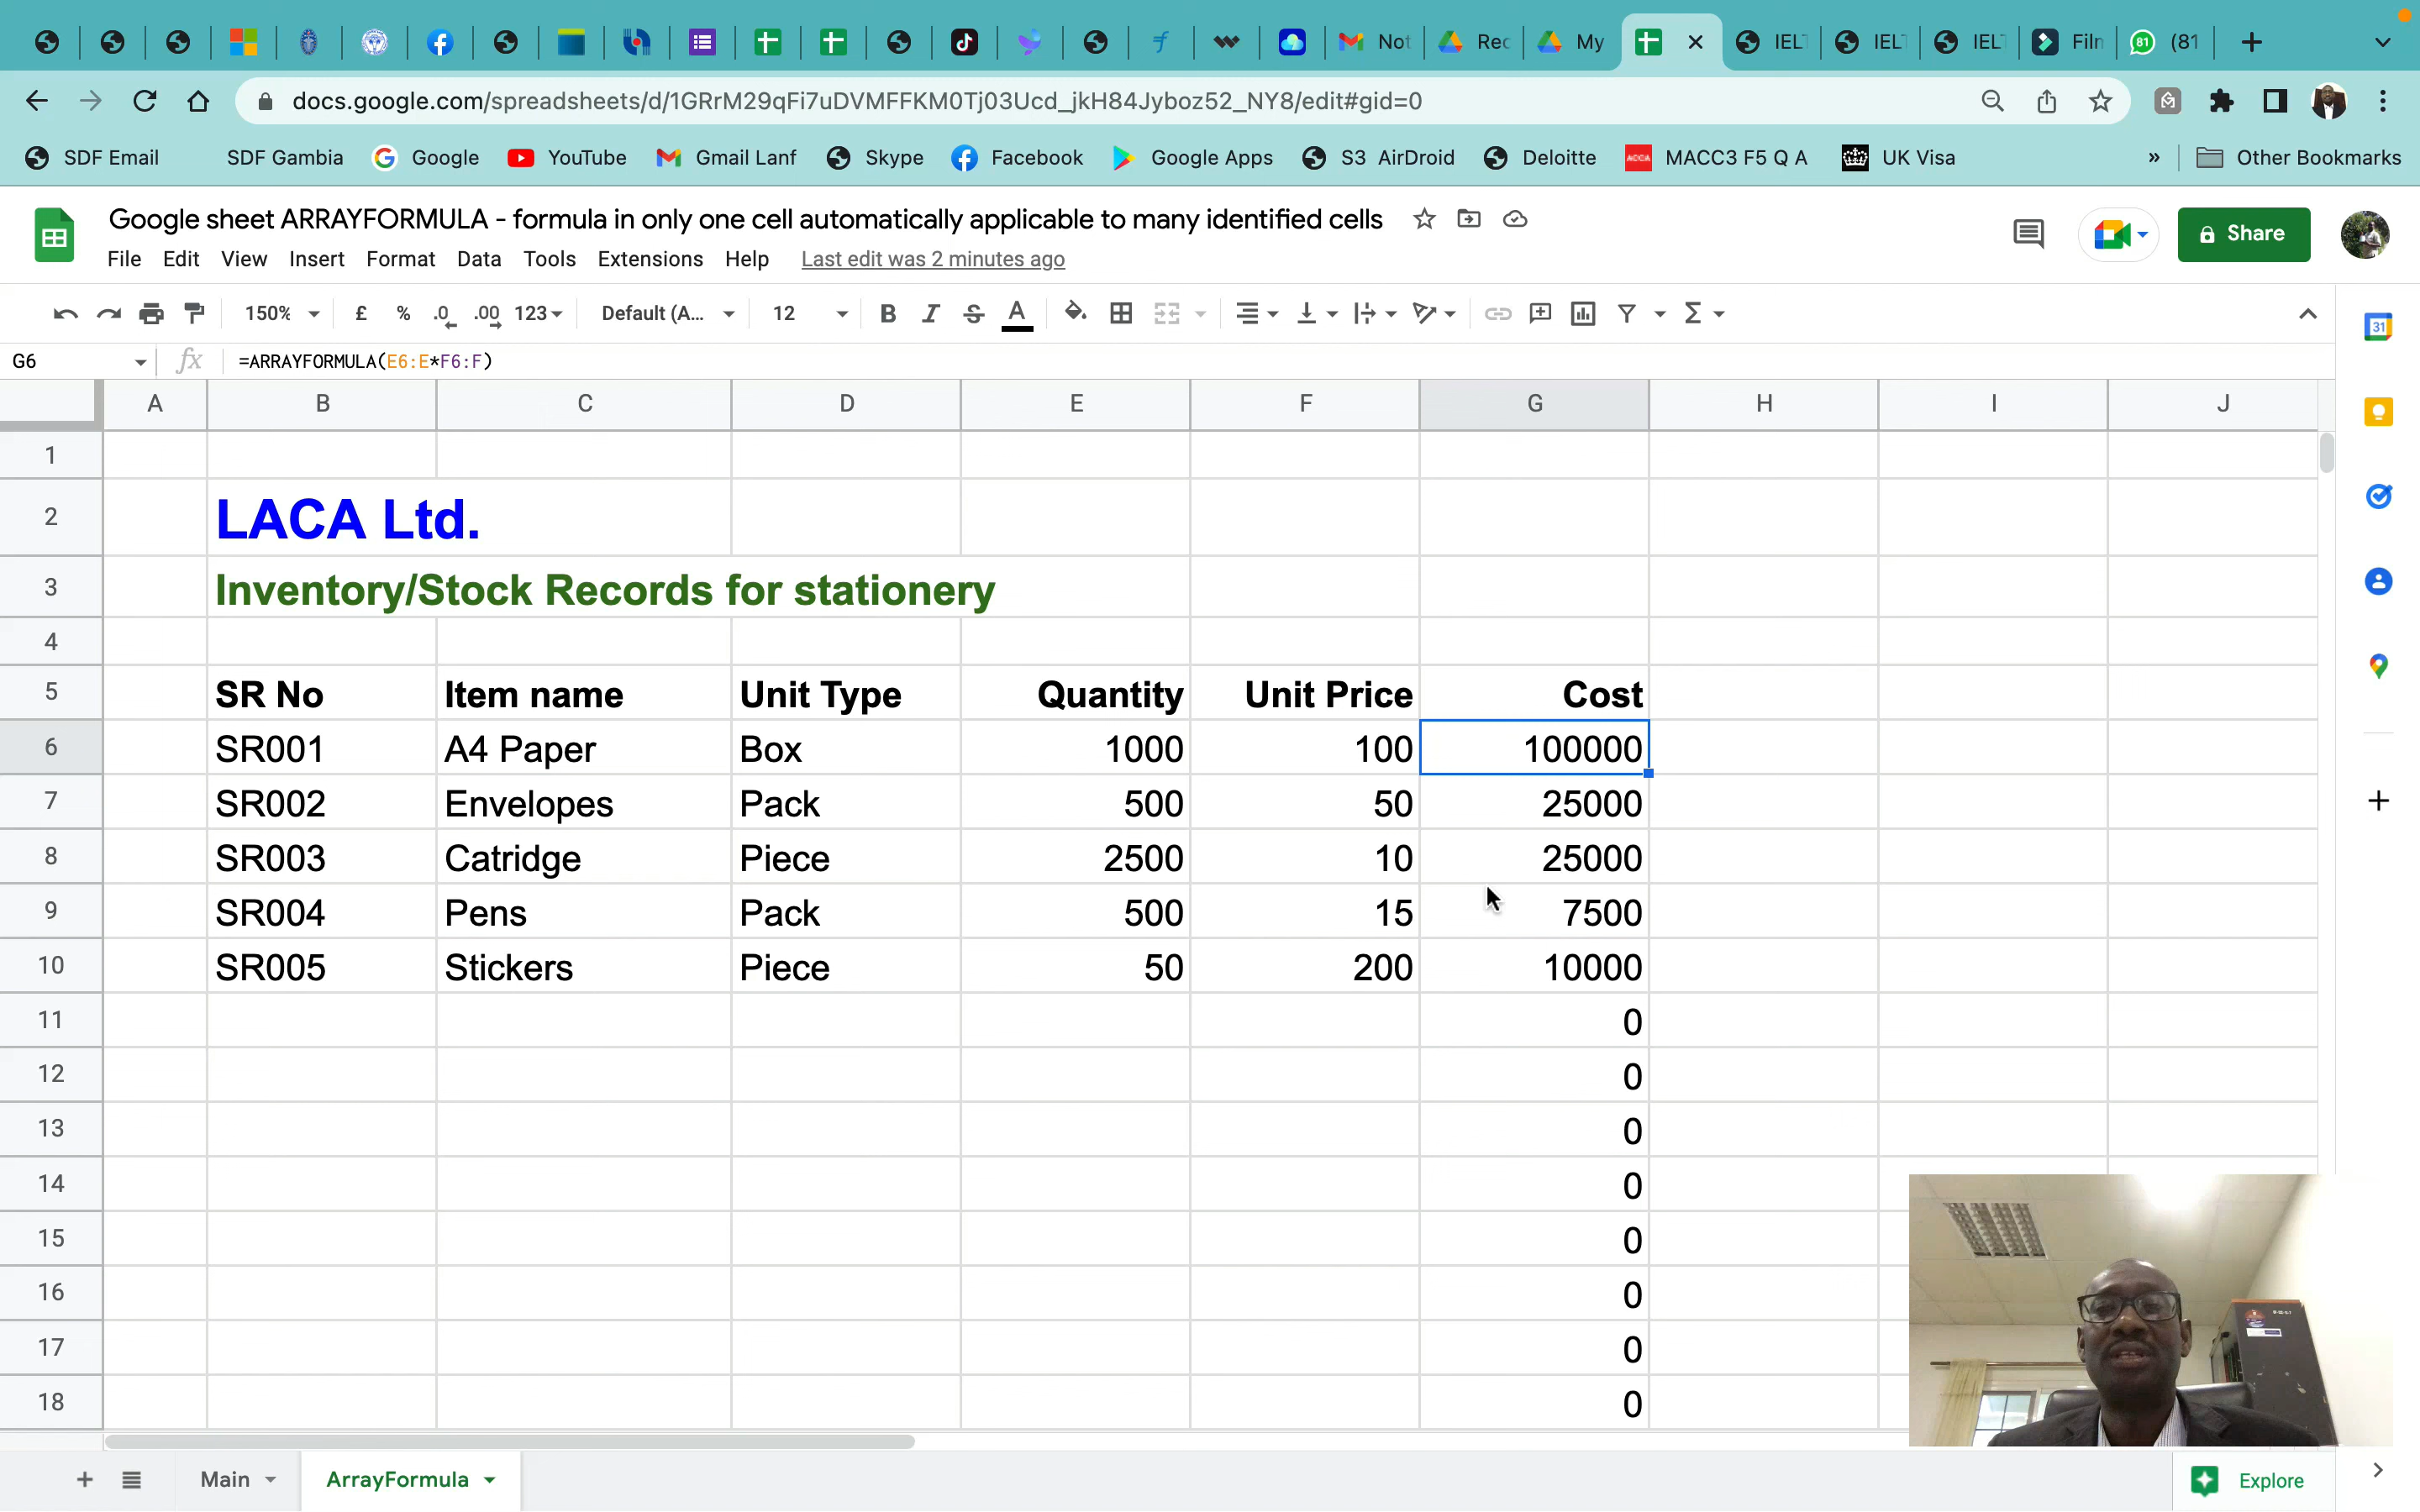 Not
Rec
My
IEL
IEL
IEL
Film
81
(81
docs.google.com/spreadsheets/d/1GRrM29qFi7uDVMFFKM0Tj03Ucd_jkH84Jyboz52_NY8/edit#gid=0
SDF Email SDF Gambia Google YouTube Gmail Lanf Skype Facebook Google Apps S3 AirDroid Deloitte ACCA MACC3 F5 Q A UK Visa » Other Bookmarks
Google sheet ARRAYFORMULA - formula in only one cell automatically applicable to many identified cells
Share
File Edit View Insert Format Data Tools Extensions Help Last edit was 2 minutes ago
150% £ % .0 .00 123 Default (A... 12 B I S A Σ
31
G6 fx =ARRAYFORMULA(E6:E*F6:F)
A B C D E F G H I J
1
2 LACA Ltd.
3 Inventory/Stock Records for stationery
4
5 SR No Item name Unit Type Quantity Unit Price Cost
6 SR001 A4 Paper Box 1000 100 100000
7 SR002 Envelopes Pack 500 50 25000
8 SR003 Catridge Piece 2500 10 25000
9 SR004 Pens Pack 500 15 7500
10 SR005 Stickers Piece 50 200 10000
11 0
12 0
13 0
14 0
15 0
16 0
17 0
18 0
Main ArrayFormula Explore